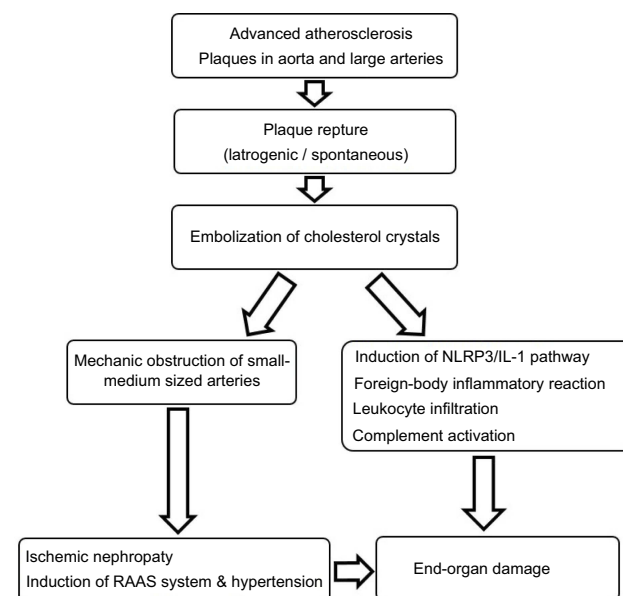 Advanced atherosclerosis
Plaques in aorta and large arteries
Plaque repture
(Iatrogenic / spontaneous)
Embolization of cholesterol crystals
Mechanic obstruction of small-
medium sized arteries
Induction of NLRP3/IL-1 pathway
Foreign-body inflammatory reaction
Leukocyte infiltration
Complement activation
Ischemic nephropaty
Induction of RAAS system & hypertension
End-organ damage